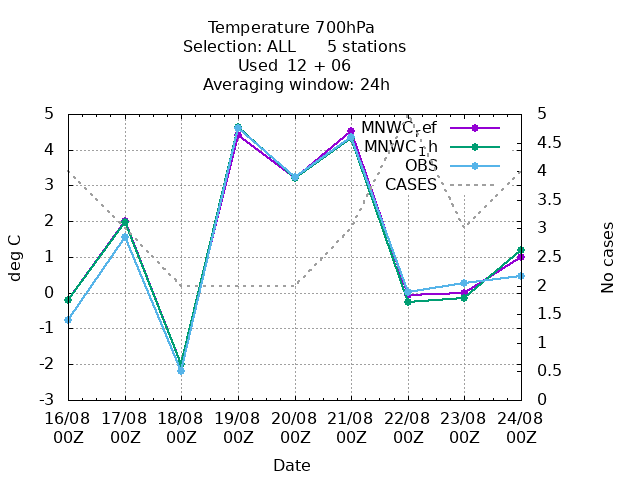 Temperature 700hPa
Selection: ALL 5 stations
Used 12 + 06
Averaging window: 24h
5 5
MNWCref
4.5
4 MNWCIh 4
OBS
3 CASES 3.5
2 3
1 2.5
0 2
-1 1.5
1
-2 0.5
-3 0
deg C
No cases
16/08 17/08 18/08 19/08 20/08 21/08 22/08 23/08 24/08
00Z 00Z 00Z 00Z 00Z 00Z 00Z 00Z 00Z
Date